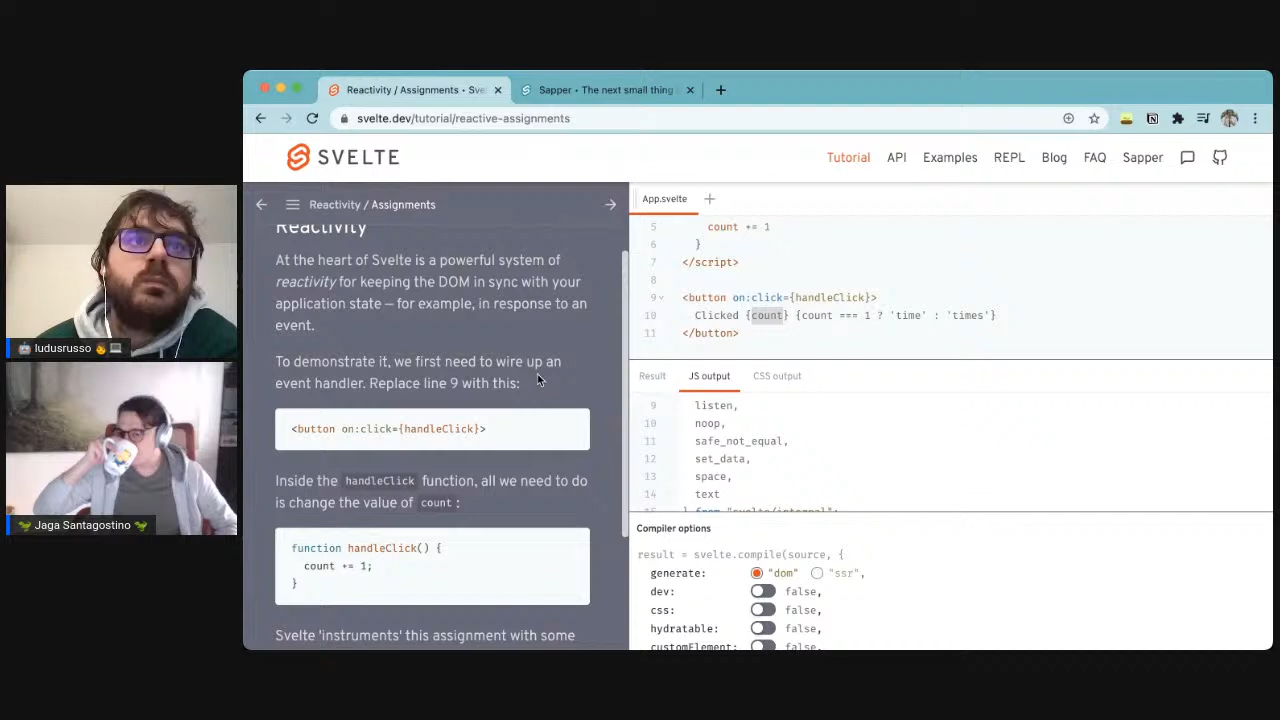 Reactivity / Assignments • Sve
Sapper • The next small thing
svelte.dev/tutorial/reactive-assignments
SVELTE
Tutorial
API
Examples
REPL
Blog
FAQ
Sapper
Reactivity / Assignments
Reactivity
At the heart of Svelte is a powerful system of
reactivity for keeping the DOM in sync with your
application state — for example, in response to an
event.
To demonstrate it, we first need to wire up an
event handler. Replace line 9 with this:
<button on:click={handleClick}>
Inside the handleClick function, all we need to do
is change the value of count :
function handleClick() {
count += 1;
}
Svelte 'instruments' this assignment with some
App.svelte
5 count += 1
6 }
7 </script>
8
9 <button on:click={handleClick}>
10 Clicked {count} {count === 1 ? 'time' : 'times'}
11 </button>
Result
JS output
CSS output
9 listen,
10 noop,
11 safe_not_equal,
12 set_data,
13 space,
14 text
15 } from "svelte/internal";
Compiler options
result = svelte.compile(source, {
generate: "dom" "ssr",
dev: false,
css: false,
hydratable: false,
customElement: false,
ludusrusso
Jaga Santagostino